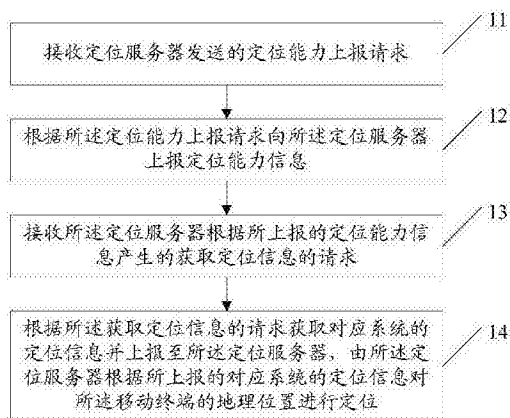 11
接收定位服务器发送的定位能力上报请求
12
根据所述定位能力上报请求向所述定位服务器
上报定位能力信息
13
接收所述定位服务器根据所上报的定位能力信
息产生的获取定位信息的请求
14
根据所述获取定位信息的请求获取对应系统的
定位信息并上报至所述定位服务器，由所述定
位服务器根据所上报的对应系统的定位信息对
所述移动终端的地理位置进行定位